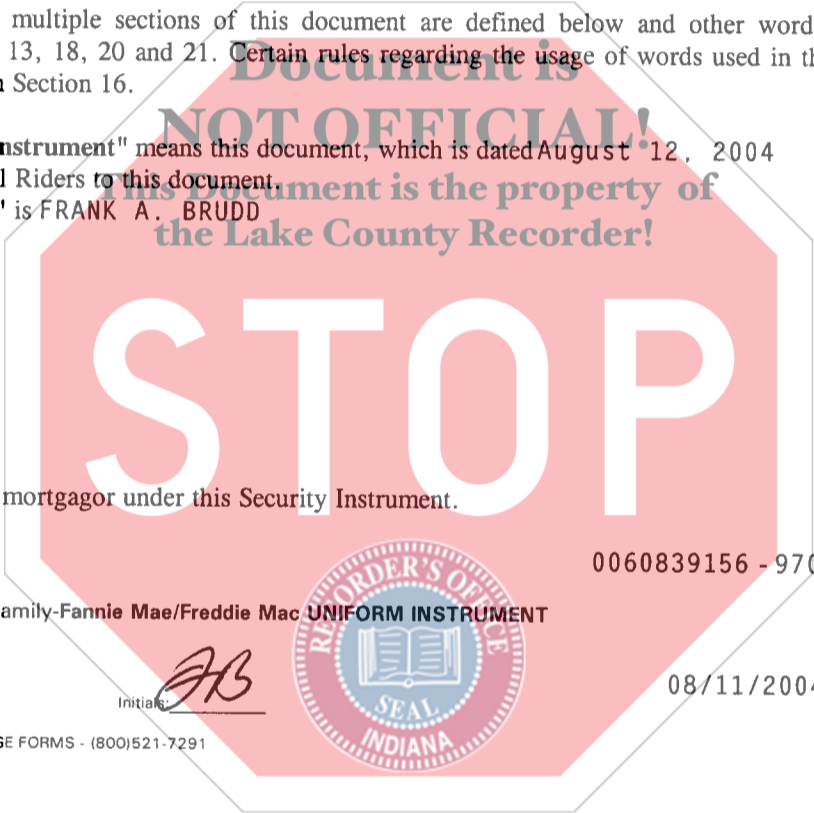 multiple sections of this document are defined below and other word
13, 18, 20 and 21. Certain rules regarding the usage of words used in th
Section 16.
Document is
NOT OFFICIAL!
This Document is the property of
the Lake County Recorder!
nstrument" means this document, which is dated August 12, 2004
l Riders to this document.
' is FRANK A. BRUDD
STOP
mortgagor under this Security Instrument.
0060839156 - 970
amily-Fannie Mae/Freddie Mac UNIFORM INSTRUMENT
RECORDER'S OFFICE
SEAL
INDIANA
Initials: FB
08/11/2004
GE FORMS - (800)521-7291